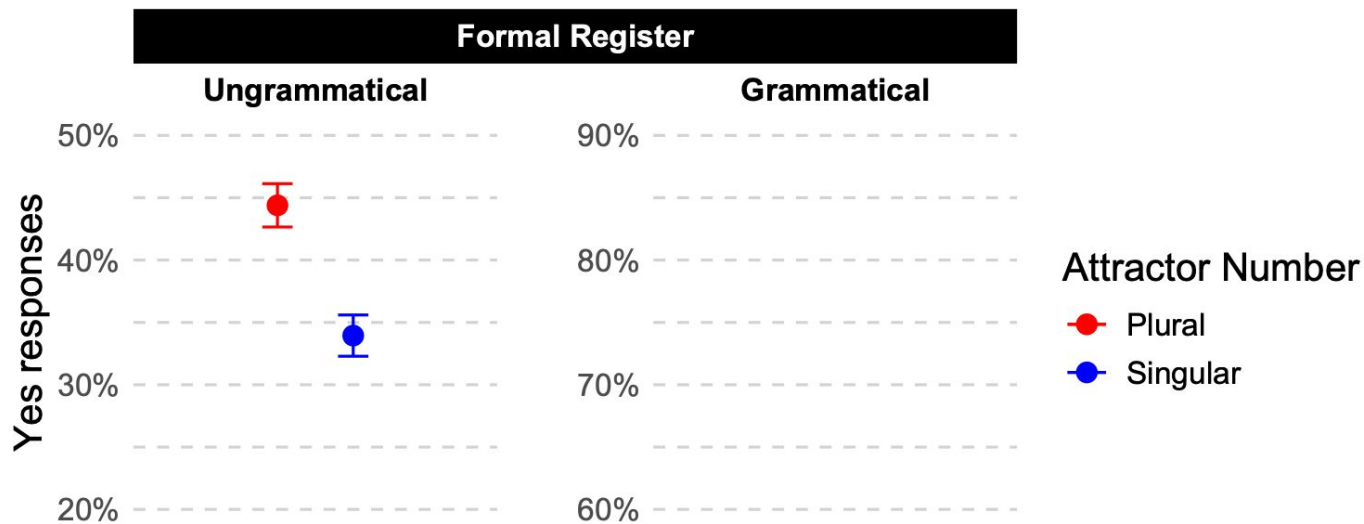 Formal Register
Ungrammatical
Grammatical
Yes responses
50%
40%
30%
20%
90%
80%
70%
60%
Attractor Number
Plural
Singular